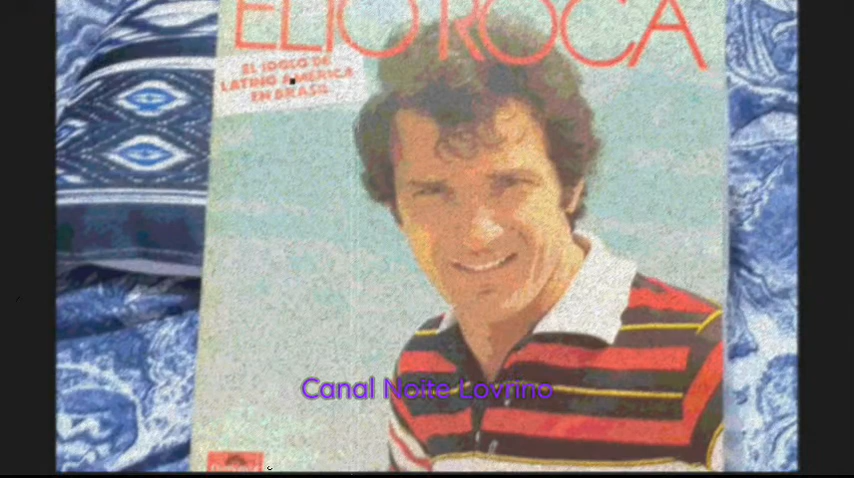 ELIO ROCA
EL IDOLO DE
LATINO AMERICA
EN BRASIL
Canal Noite Lovrino